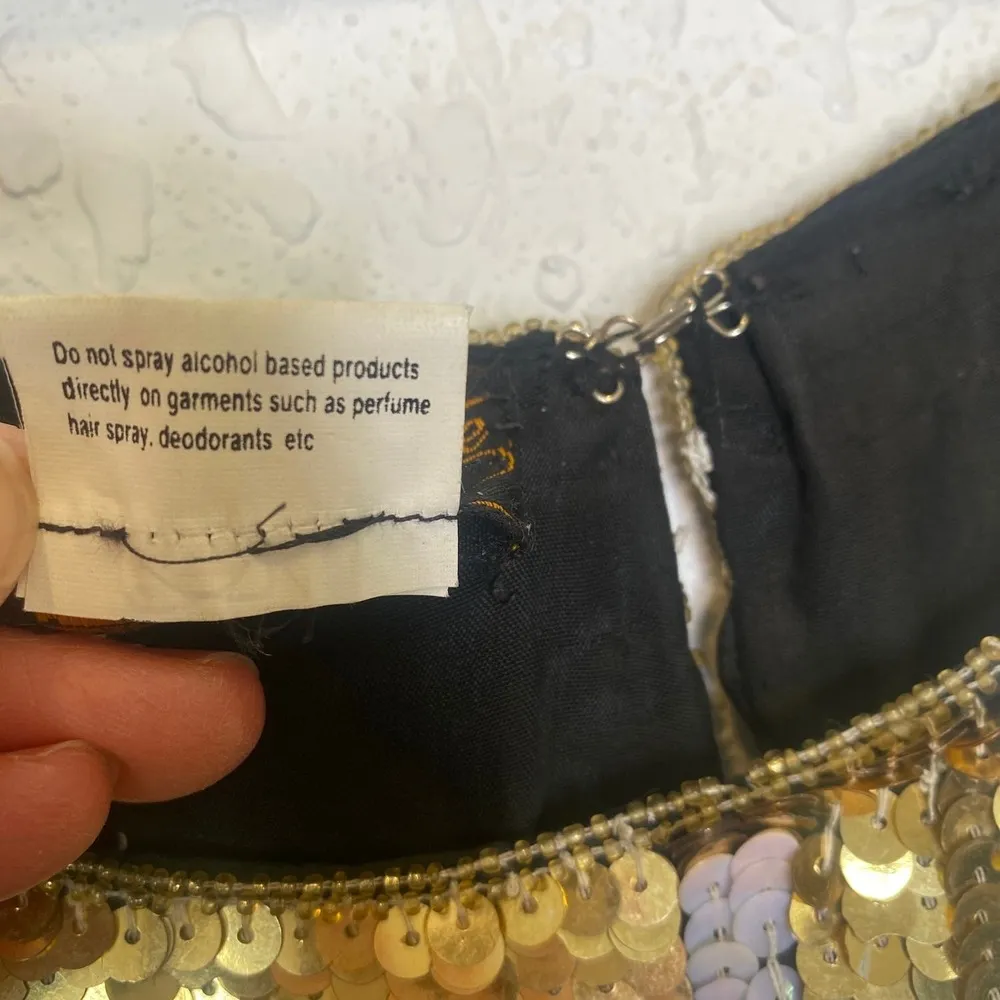 Do not spray alcohol based products
directly on garments such as perfume
hair spray. deodorants etc